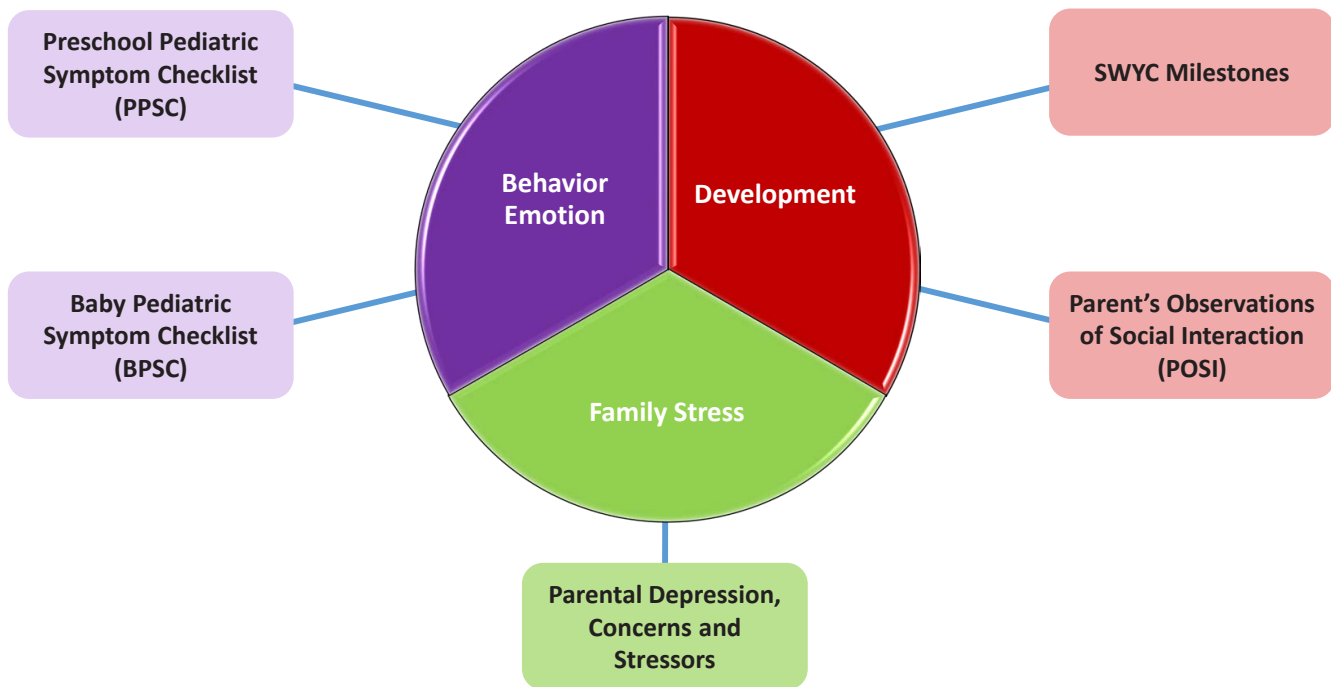 Preschool Pediatric
Symptom Checklist
(PPSC)
SWYC Milestones
Behavior
Emotion
Development
Baby Pediatric
Symptom Checklist
(BPSC)
Parent’s Observations
of Social Interaction
(POSI)
Family Stress
Parental Depression,
Concerns and
Stressors